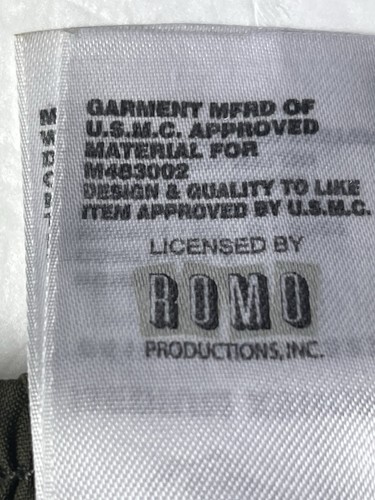 GARMENT MFRD OF
U.S.M.C. APPROVED
MATERIAL FOR
M483002
DESIGN & QUALITY TO LIKE
ITEM APPROVED BY U.S.M.C.
LICENSED BY
ROMO
PRODUCTIONS, INC.